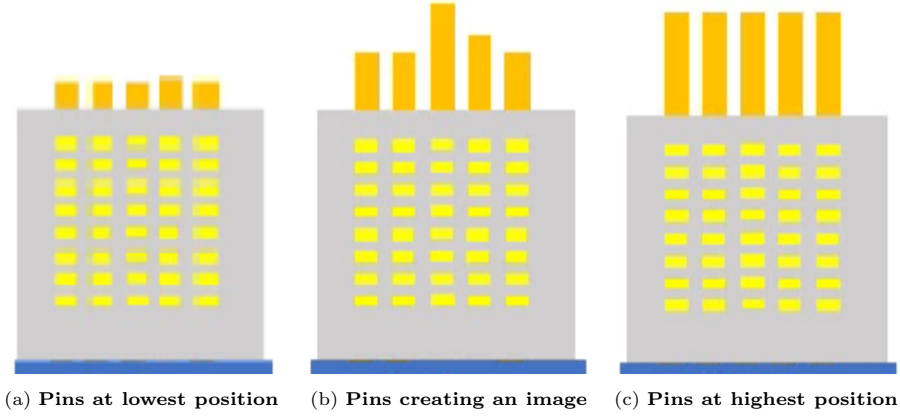 (a) Pins at lowest position
(b) Pins creating an image
(c) Pins at highest position